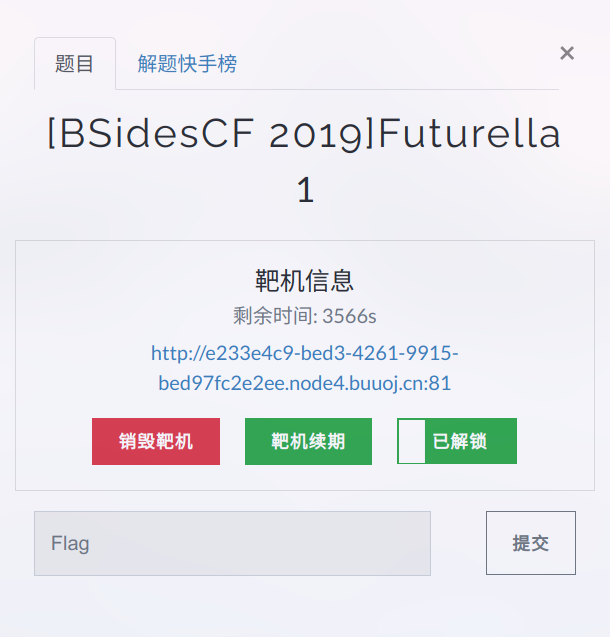 题目
解题快手榜
×
[BSidesCF 2019]Futurella
1
靶机信息
剩余时间: 3566s
http://e233e4c9-bed3-4261-9915-
bed97fc2e2ee.node4.buuoj.cn:81
销毁靶机
靶机续期
已解锁
Flag
提交